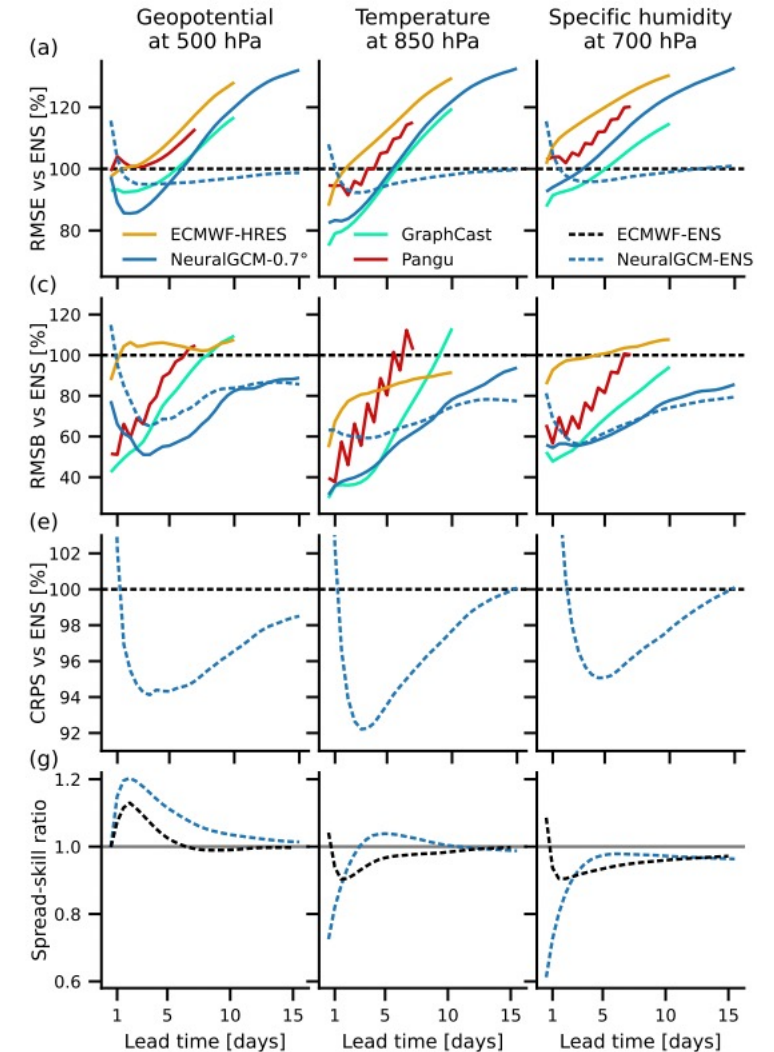 Geopotential
at 500 hPa
Temperature
at 850 hPa
Specific humidity
at 700 hPa
(a)
RMSE vs ENS [%]
120
100
80
ECMWF-HRES
NeuralGCM-0.7°
GraphCast
Pangu
ECMWF-ENS
NeuralGCM-ENS
(c)
RMSB vs ENS [%]
120
100
80
60
40
(e)
CRPS vs ENS [%]
102
100
98
96
94
92
(g)
Spread-skill ratio
1.2
1.0
0.8
0.6
1 5 10 15
1 5 10 15
1 5 10 15
Lead time [days]
Lead time [days]
Lead time [days]